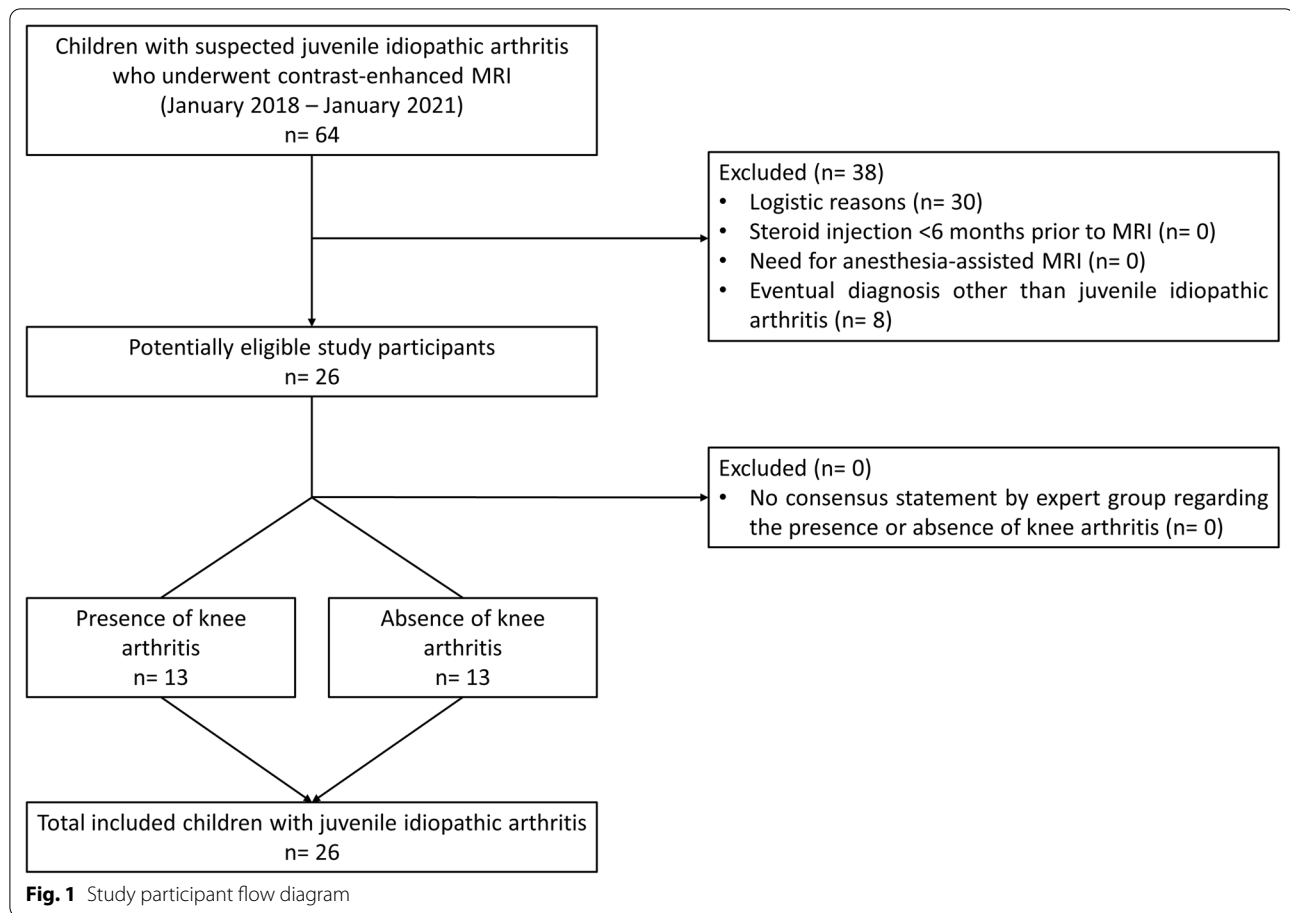 Children with suspected juvenile idiopathic arthritis
who underwent contrast-enhanced MRI
(January 2018 – January 2021)
n= 64
Excluded (n= 38)
• Logistic reasons (n= 30)
• Steroid injection <6 months prior to MRI (n= 0)
• Need for anesthesia-assisted MRI (n= 0)
• Eventual diagnosis other than juvenile idiopathic
arthritis (n= 8)
Potentially eligible study participants
n= 26
Excluded (n= 0)
• No consensus statement by expert group regarding
the presence or absence of knee arthritis (n= 0)
Presence of knee
arthritis
n= 13
Absence of knee
arthritis
n= 13
Total included children with juvenile idiopathic arthritis
n= 26
Fig. 1 Study participant flow diagram